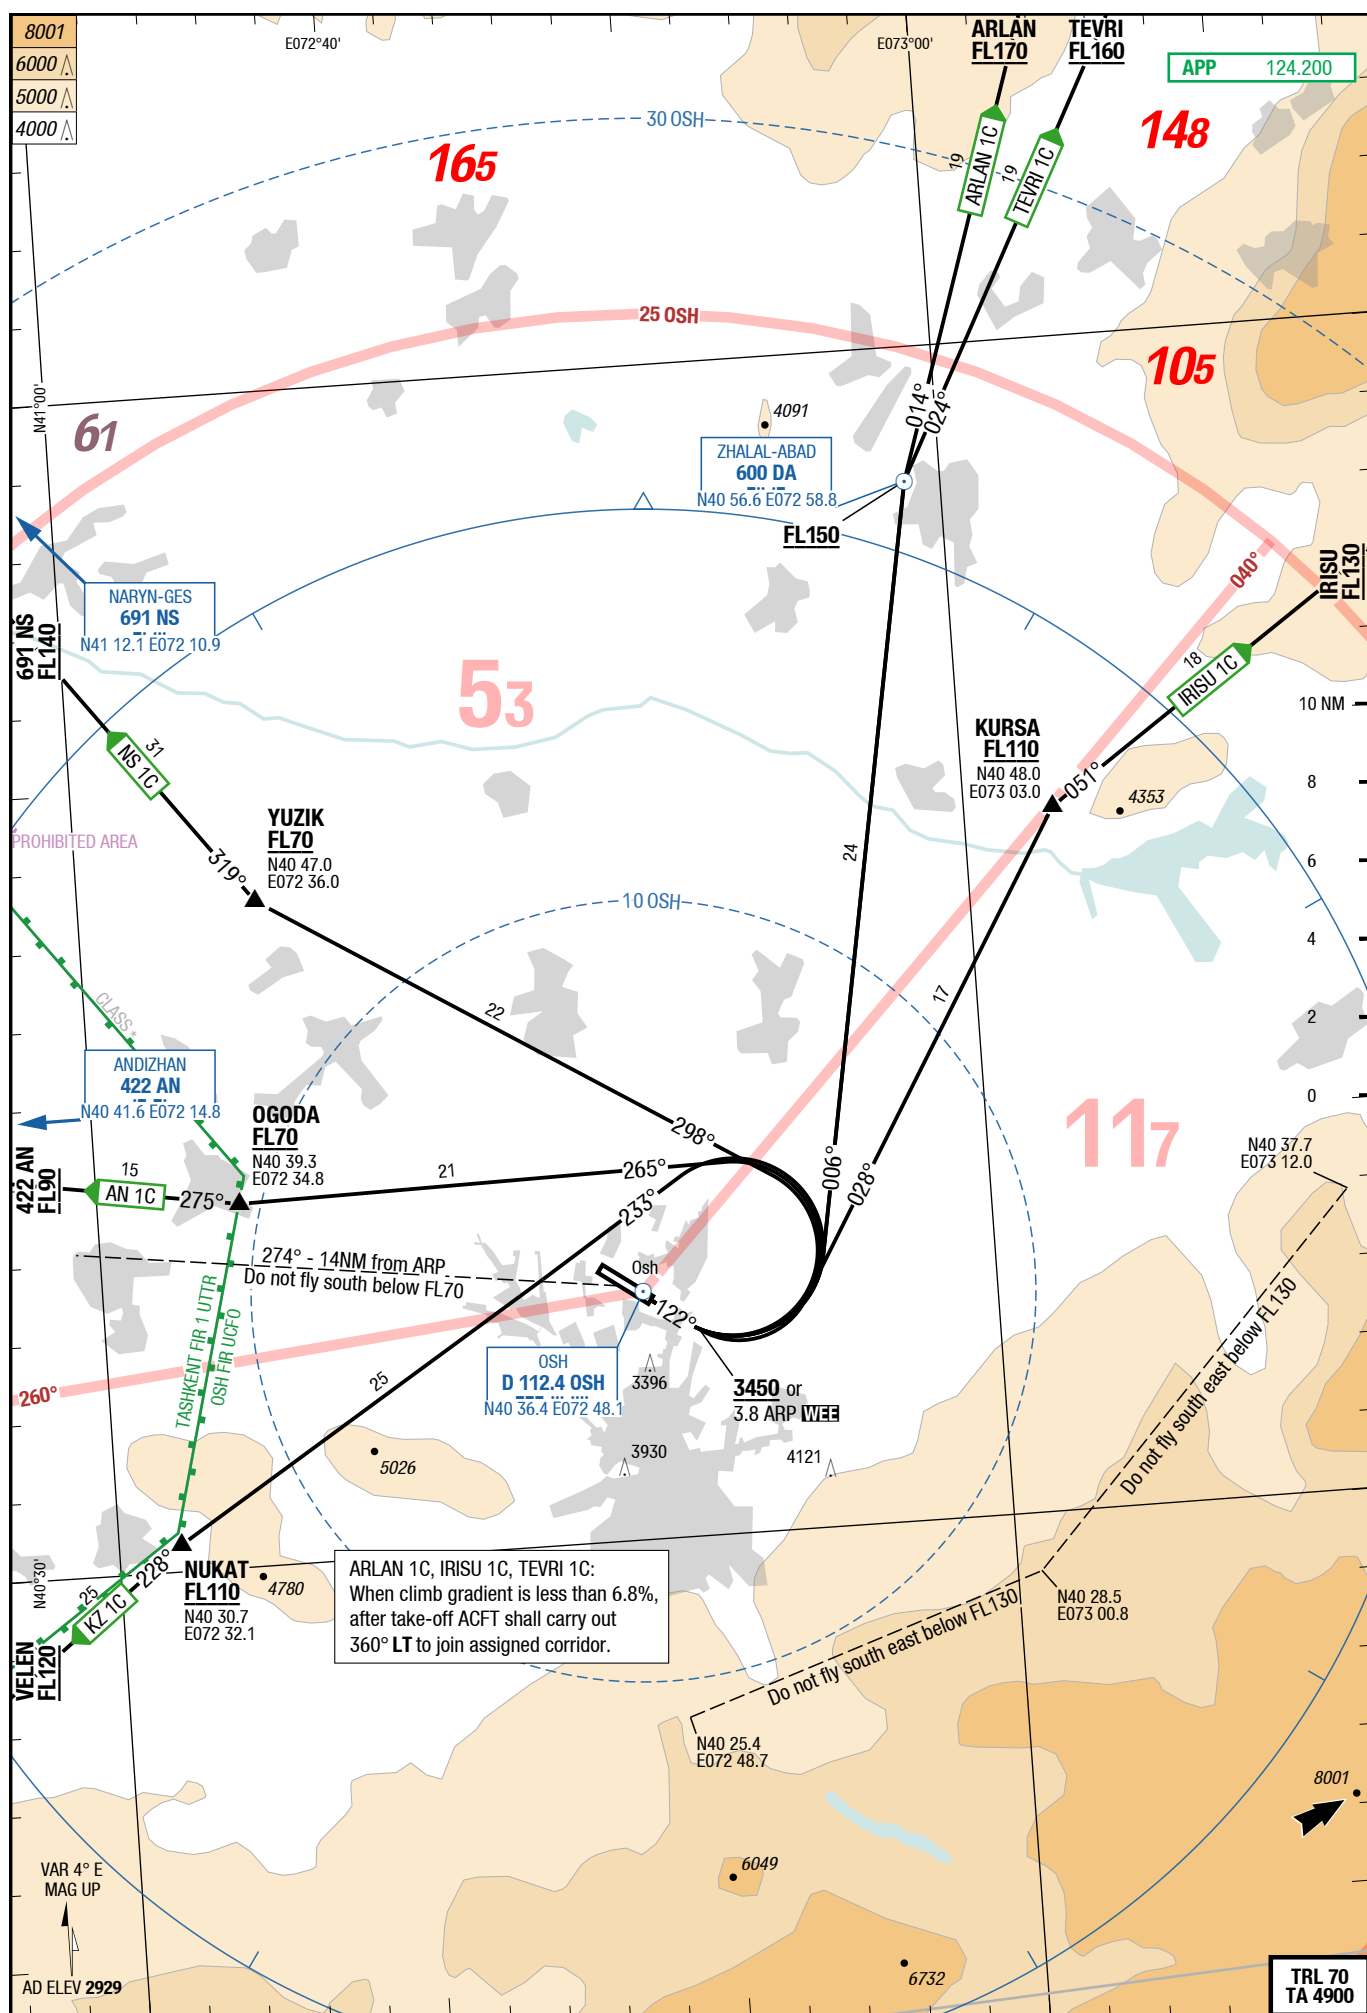 8001
6000
5000
4000
E072°40'
E073°00'
ARLAN
FL170
TEVRI
FL160
APP 124.200
30 OSH
165
148
19
ARLAN 1C
19
TEVRI 1C
25 OSH
105
N41°00'
61
014°
024°
4091
ZHALAL-ABAD
600 DA
N40 56.6 E072 58.8
FL150
040°
IRISU
FL130
NARYN-GES
691 NS
N41 12.1 E072 10.9
691 NS
FL140
53
18
IRISU 1C
10 NM
KURSA
FL110
N40 48.0
E073 03.0
051°
4353
8
31
NS 1C
YUZIK
FL70
N40 47.0
E072 36.0
319°
PROHIBITED AREA
24
6
10 OSH
4
17
2
22
CLASS *
ANDIZHAN
422 AN
N40 41.6 E072 14.8
0
OGODA
FL70
N40 39.3
E072 34.8
298°
117
N40 37.7
E073 12.0
422 AN
FL90
15
AN 1C
275°
21
265°
233°
006°
028°
274° - 14NM from ARP
Do not fly south below FL70
Osh
122°
TASHKENT FIR 1 UTTR
OSH FIR UCFO
260°
25
OSH
D 112.4 OSH
N40 36.4 E072 48.1
3396
3450 or
3.8 ARP WEE
Do not fly south east below FL130
5026
3930
4121
N40°30'
25
KZ 1C
228°
NUKAT
FL110
N40 30.7
E072 32.1
4780
ARLAN 1C, IRISU 1C, TEVRI 1C:
When climb gradient is less than 6.8%,
after take-off ACFT shall carry out
360° LT to join assigned corridor.
N40 28.5
E073 00.8
Do not fly south east below FL130
VELEN
FL120
N40 25.4
E072 48.7
8001
VAR 4° E
MAG UP
6049
6732
AD ELEV 2929
TRL 70
TA 4900